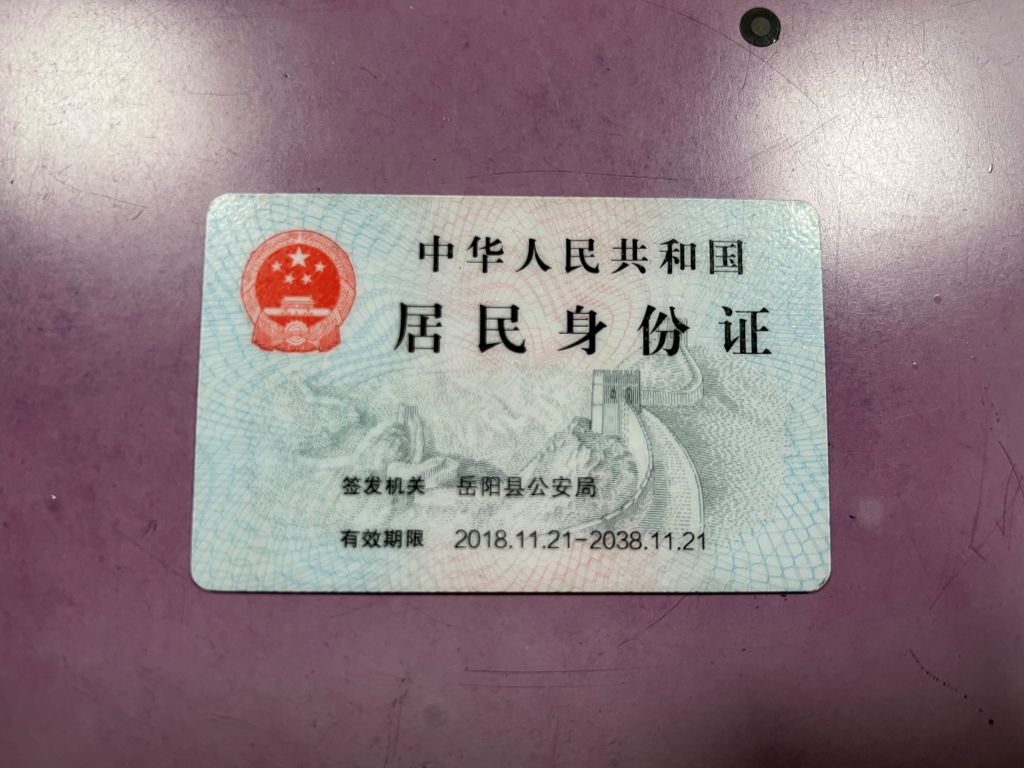 中华人民共和国
居民身份证
签发机关 岳阳县公安局
有效期限 2018.11.21-2038.11.21